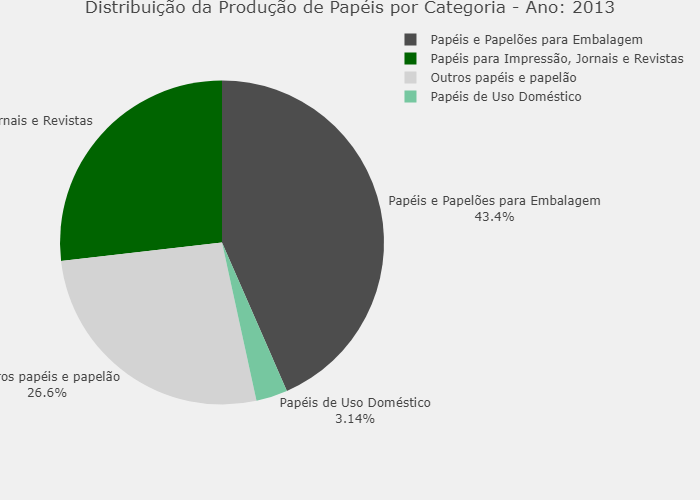 Distribuição da Produção de Papéis por Categoria - Ano: 2013
Papéis e Papelões para Embalagem
Papéis para Impressão, Jornais e Revistas
Outros papéis e papelão
Papéis de Uso Doméstico
e Revistas
Papéis e Papelões para Embalagem
43.4%
papéis e papelão
26.6%
Papéis de Uso Doméstico
3.14%